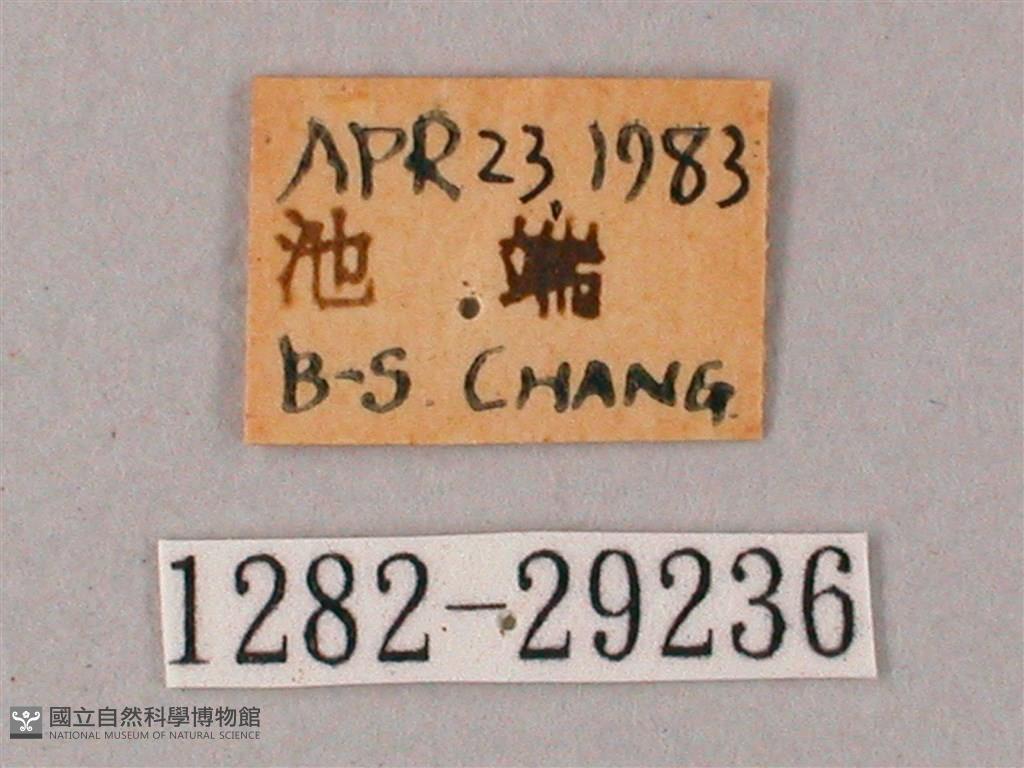 APR 23, 1983
池 端
B-S. CHANG
1282-29236
國立自然科學博物館
NATIONAL MUSEUM OF NATURAL SCIENCE